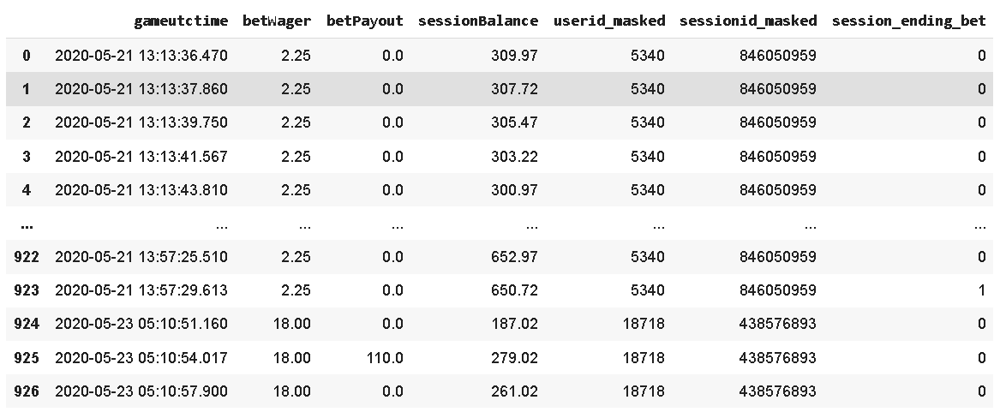 gameutctime betWager betPayout sessionBalance userid_masked sessionid_masked session_ending_bet
0 2020-05-21 13:13:36.470 2.25 0.0 309.97 5340 846050959 0
1 2020-05-21 13:13:37.860 2.25 0.0 307.72 5340 846050959 0
2 2020-05-21 13:13:39.750 2.25 0.0 305.47 5340 846050959 0
3 2020-05-21 13:13:41.567 2.25 0.0 303.22 5340 846050959 0
4 2020-05-21 13:13:43.810 2.25 0.0 300.97 5340 846050959 0
... ... ... ... ... ... ... ...
922 2020-05-21 13:57:25.510 2.25 0.0 652.97 5340 846050959 0
923 2020-05-21 13:57:29.613 2.25 0.0 650.72 5340 846050959 1
924 2020-05-23 05:10:51.160 18.00 0.0 187.02 18718 438576893 0
925 2020-05-23 05:10:54.017 18.00 110.0 279.02 18718 438576893 0
926 2020-05-23 05:10:57.900 18.00 0.0 261.02 18718 438576893 0